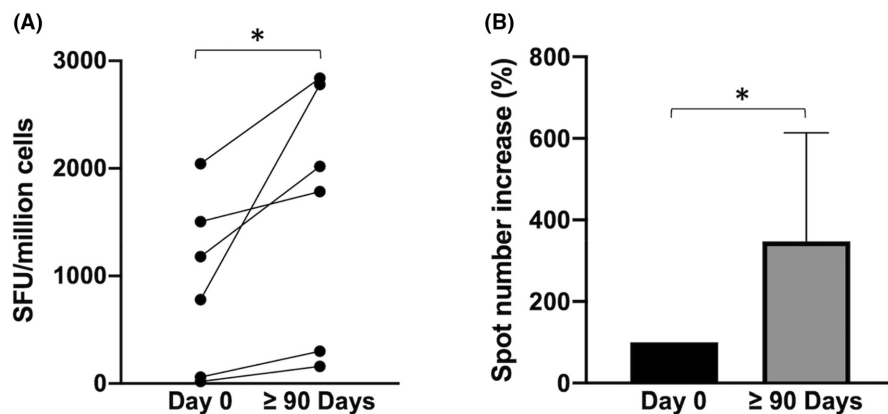 (A)
*
SFU/million cells
3000
2000
1000
0
Day 0 ≥ 90 Days
(B)
*
Spot number increase (%)
800
600
400
200
0
Day 0 ≥ 90 Days